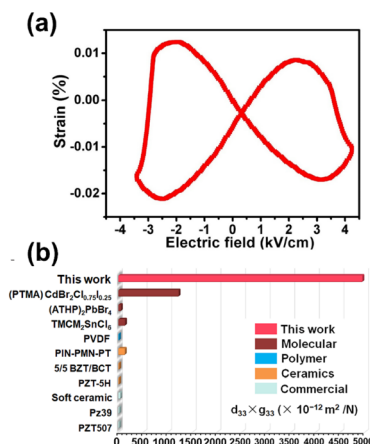 (a)
Strain (%)
0.01
0.00
-0.01
-0.02
-4 -3 -2 -1 0 1 2 3 4
Electric field (kV/cm)
(b)
This work
(PTMA)CdBr2Cl0.75I0.25
(ATHP)2PbBr4
TMCM2SnCl6
PVDF
PIN-PMN-PT
5/5 BZT/BCT
PZT-5H
Soft ceramic
Pz39
PZT507
This work
Molecular
Polymer
Ceramics
Commercial
d33×g33 (× 10−12 m2 /N)
0 500 1000 1500 2000 2500 3000 3500 4000 4500 5000